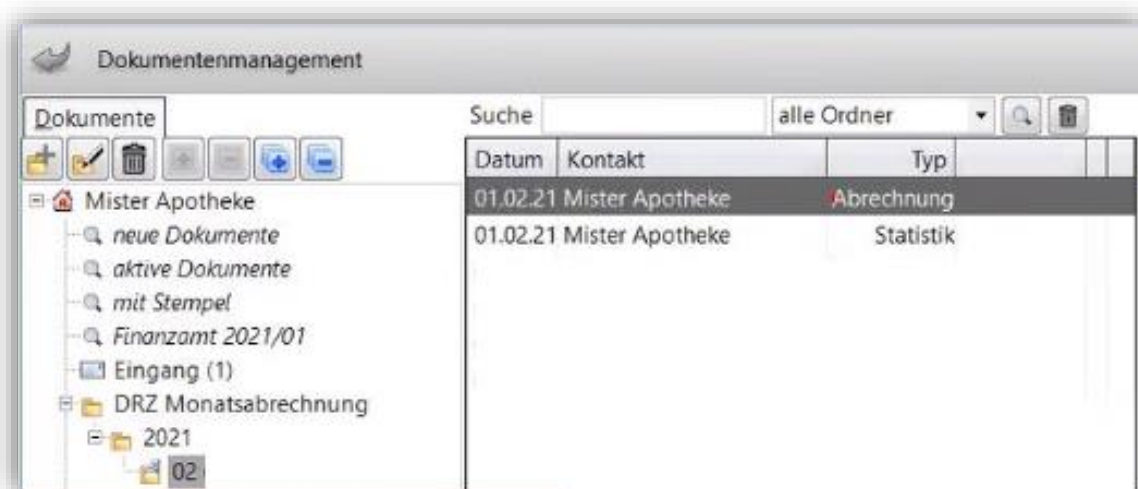 Dokumentenmanagement
Dokumente
Suche
alle Ordner
Datum Kontakt Typ
Mister Apotheke
01.02.21 Mister Apotheke Abrechnung
neue Dokumente
01.02.21 Mister Apotheke Statistik
aktive Dokumente
mit Stempel
Finanzamt 2021/01
Eingang (1)
DRZ Monatsabrechnung
2021
02